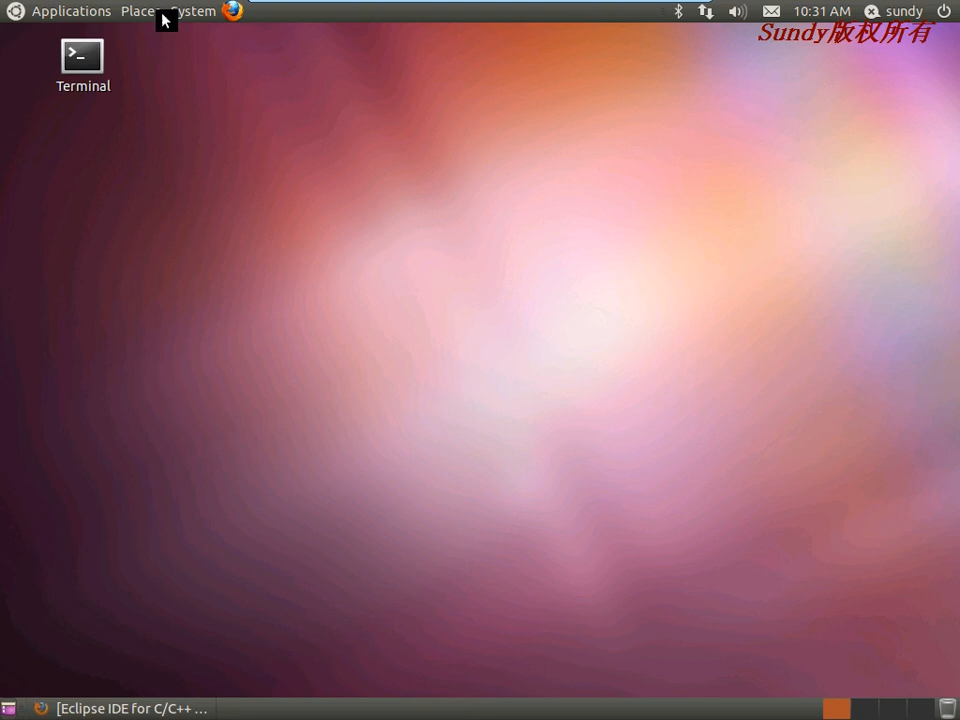 Applications Places System 10:31 AM sundy
Sundy版权所有
Terminal
[Eclipse IDE for C/C++ ...